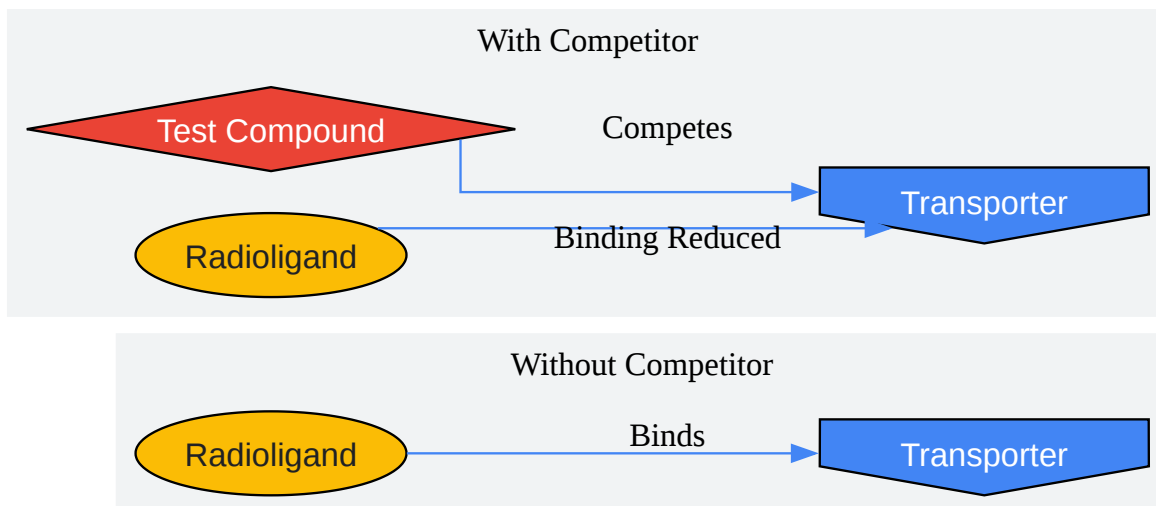 With Competitor
Test Compound
Competes
Transporter
Radioligand
Binding Reduced
Without Competitor
Radioligand
Binds
Transporter